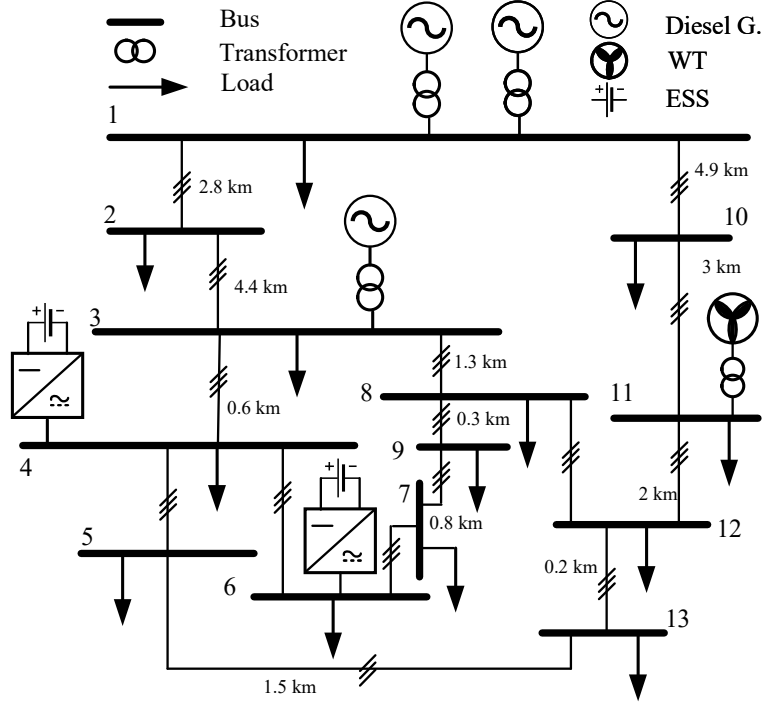 Bus
Diesel G.
Transformer
WT
Load
+ −
ESS
1
2.8 km
4.9 km
2
10
4.4 km
3 km
+ −
3
1.3 km
8
11
0.6 km
0.3 km
4
9
+ −
7
2 km
0.8 km
12
5
0.2 km
6
13
1.5 km